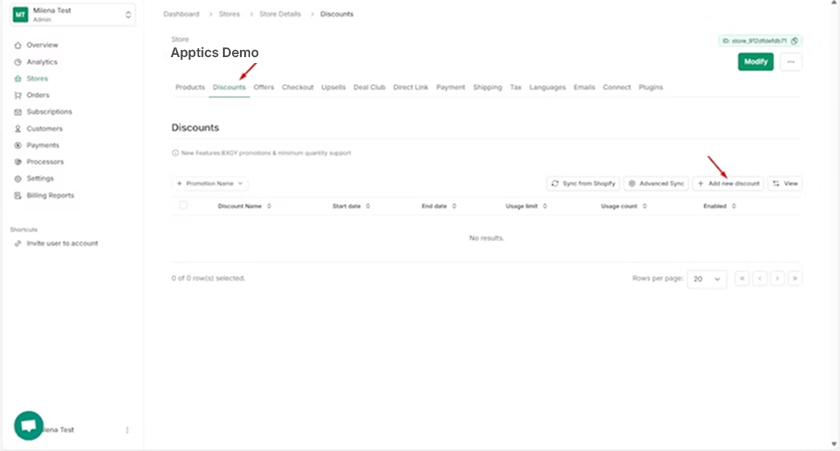 MT
Milena Test
Admin
Dashboard > Stores > Store Details > Discounts
Overview
Analytics
Stores
Orders
Subscriptions
Customers
Payments
Processors
Settings
Billing Reports
Shortcuts
Invite user to account
lena Test
Store
Apptics Demo
Modify
Products Discounts Offers Checkout Upsells Deal Club Direct Link Payment Shipping Tax Languages Emails Connect Plugins
Discounts
New Features: BXGY promotions & minimum quantity support
+ Promotion Name
Sync from Shopify Advanced Sync + Add new discount View
Discount Name Start date End date Usage limit Usage count Enabled
No results.
0 of 0 row(s) selected.
Rows per page: 20